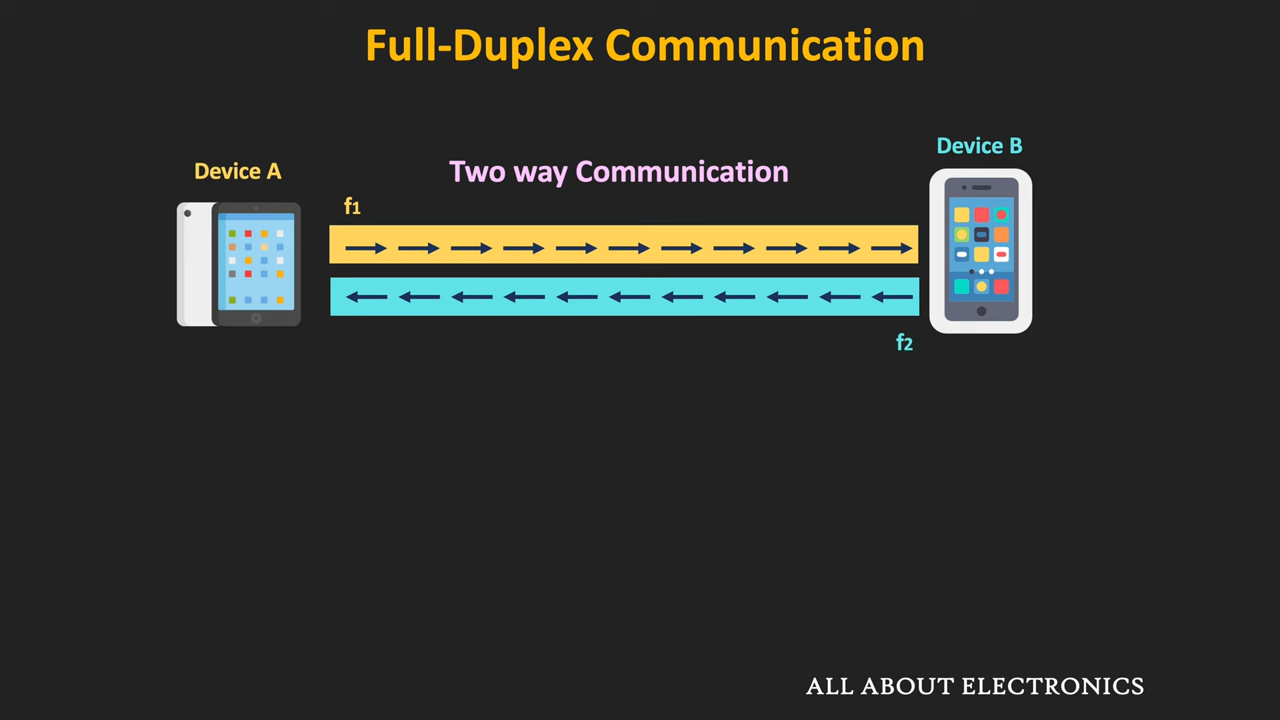 Full-Duplex Communication
Device B
Device A
Two way Communication
f1
f2
ALL ABOUT ELECTRONICS